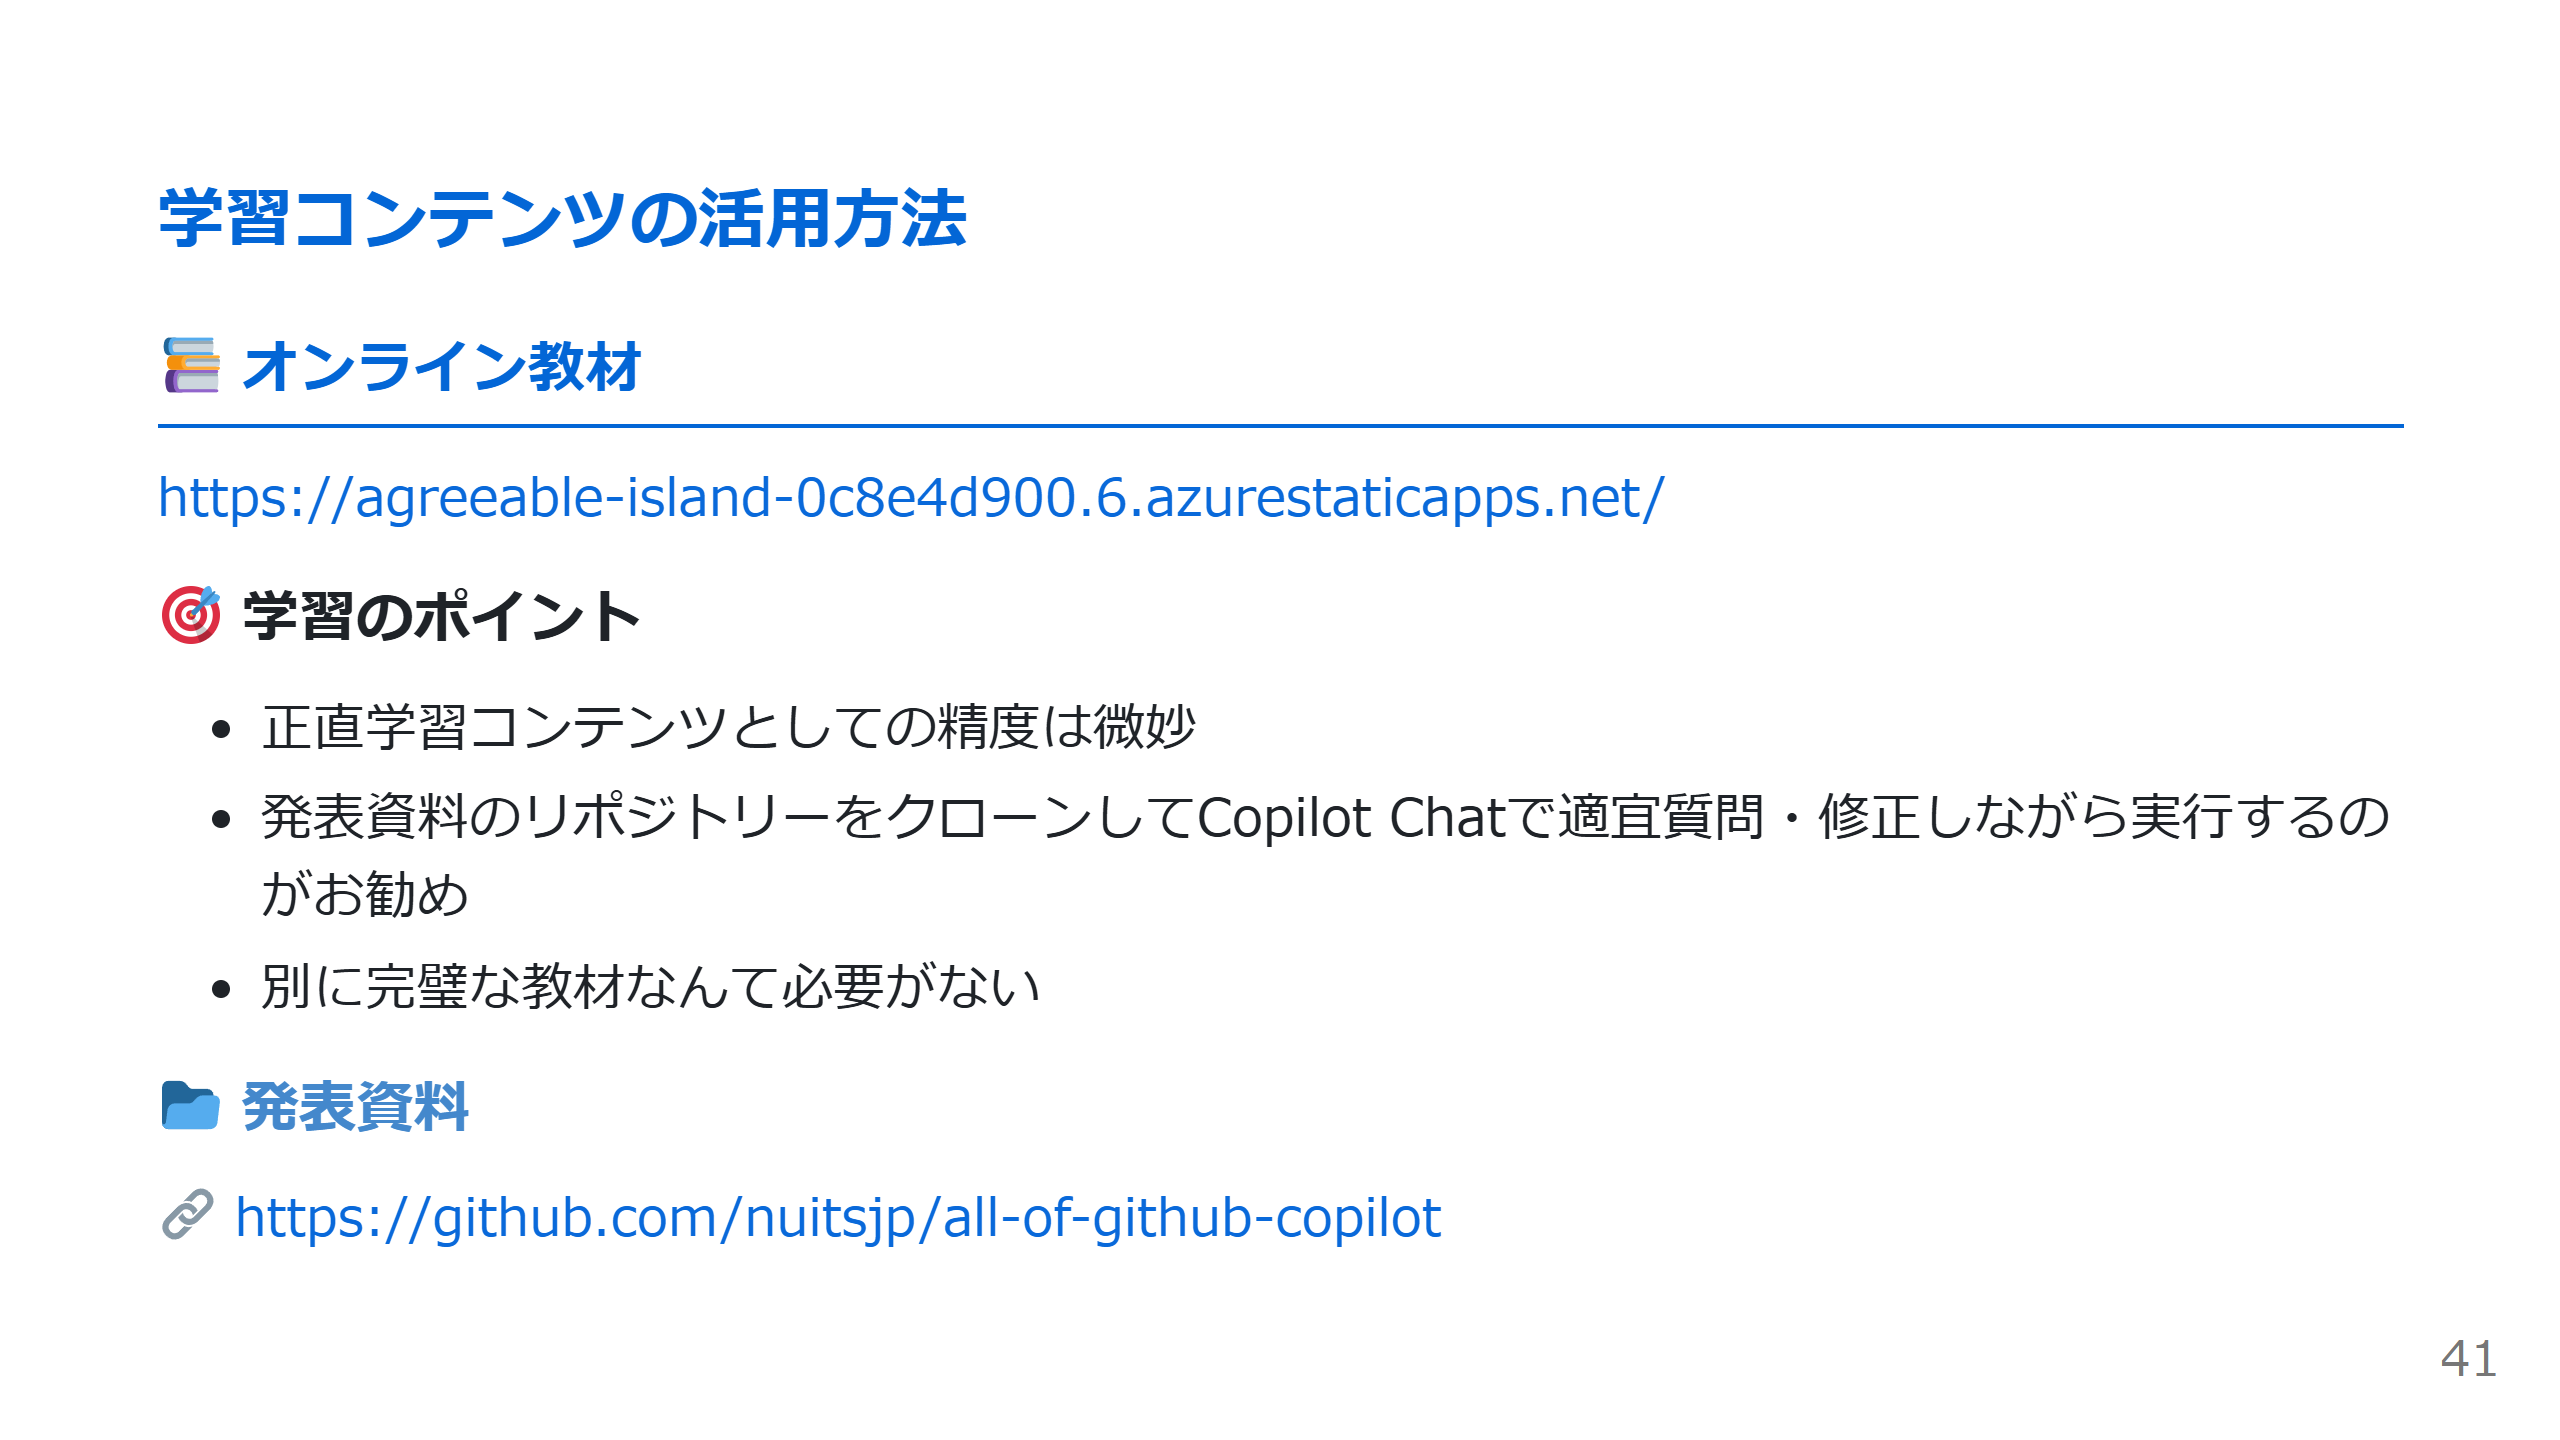 学習コンテンツの活用方法
📚 オンライン教材
https://agreeable-island-0c8e4d900.6.azurestaticapps.net/
🎯 学習のポイント
• 正直学習コンテンツとしての精度は微妙
• 発表資料のリポジトリーをクローンしてCopilot Chatで適宜質問・修正しながら実行するの
がお勧め
• 別に完璧な教材なんて必要がない
📂 発表資料
🔗 https://github.com/nuitsjp/all-of-github-copilot
41